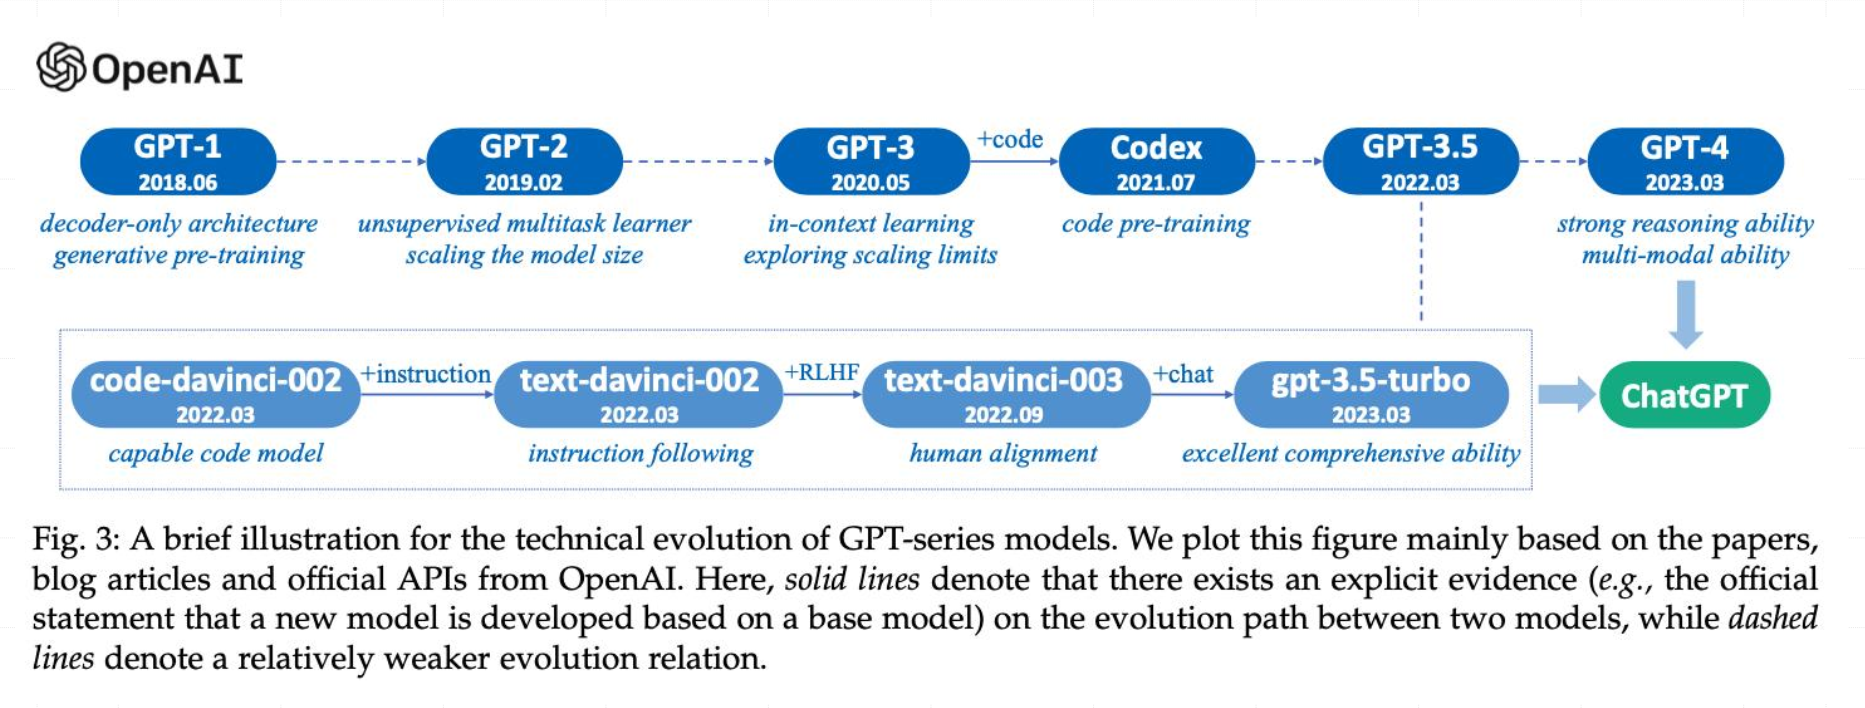 OpenAI
GPT-1
2018.06
decoder-only architecture
generative pre-training
GPT-2
2019.02
unsupervised multitask learner
scaling the model size
GPT-3
2020.05
in-context learning
exploring scaling limits
+code
Codex
2021.07
code pre-training
GPT-3.5
2022.03
GPT-4
2023.03
strong reasoning ability
multi-modal ability
code-davinci-002
2022.03
capable code model
+instruction
text-davinci-002
2022.03
instruction following
+RLHF
text-davinci-003
2022.09
human alignment
+chat
gpt-3.5-turbo
2023.03
excellent comprehensive ability
ChatGPT
Fig. 3: A brief illustration for the technical evolution of GPT-series models. We plot this figure mainly based on the papers,
blog articles and official APIs from OpenAI. Here, solid lines denote that there exists an explicit evidence (e.g., the official
statement that a new model is developed based on a base model) on the evolution path between two models, while dashed
lines denote a relatively weaker evolution relation.